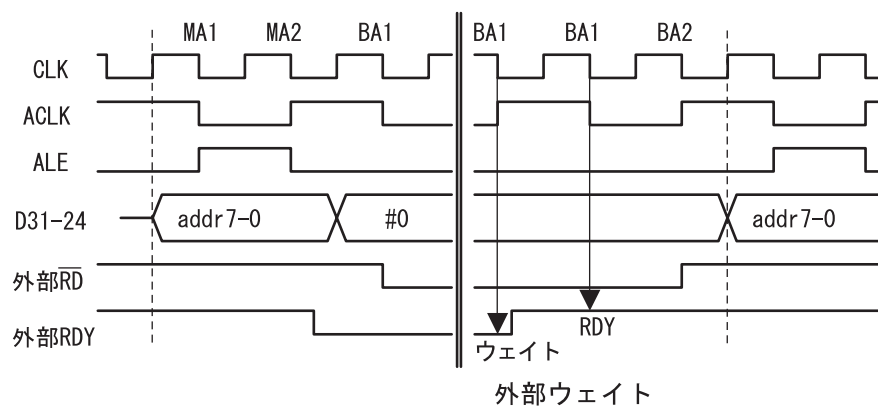 MA1 MA2 BA1 BA1 BA1 BA2
CLK
ACLK
ALE
D31-24 addr7-0 #0 addr7-0
外部RD
外部RDY RDY
ウェイト
外部ウェイト